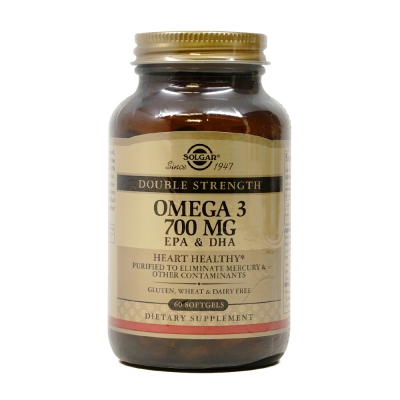 SOLGAR®
Since 1947
DOUBLE STRENGTH
OMEGA 3
700 MG
EPA & DHA
HEART HEALTHY*
PURIFIED TO ELIMINATE MERCURY &
OTHER CONTAMINANTS
GLUTEN, WHEAT & DAIRY FREE
60 SOFTGELS
DIETARY SUPPLEMENT